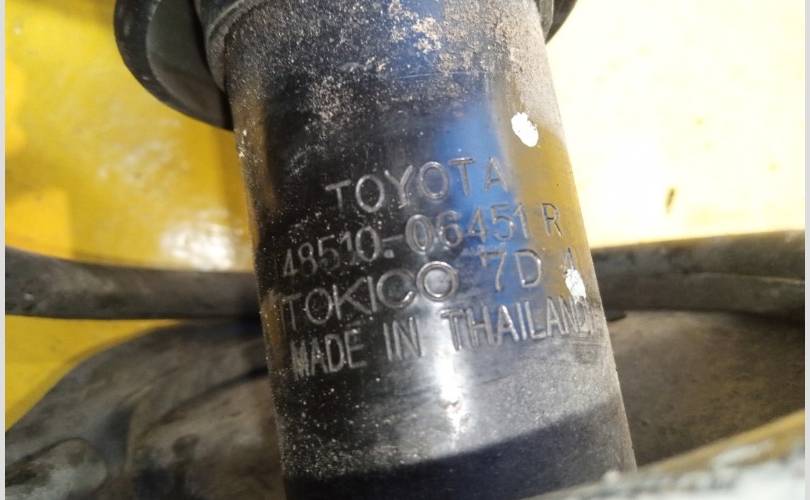 TOYOTA
48510-06451 R
TOKICO 7D
MADE IN THAILAND